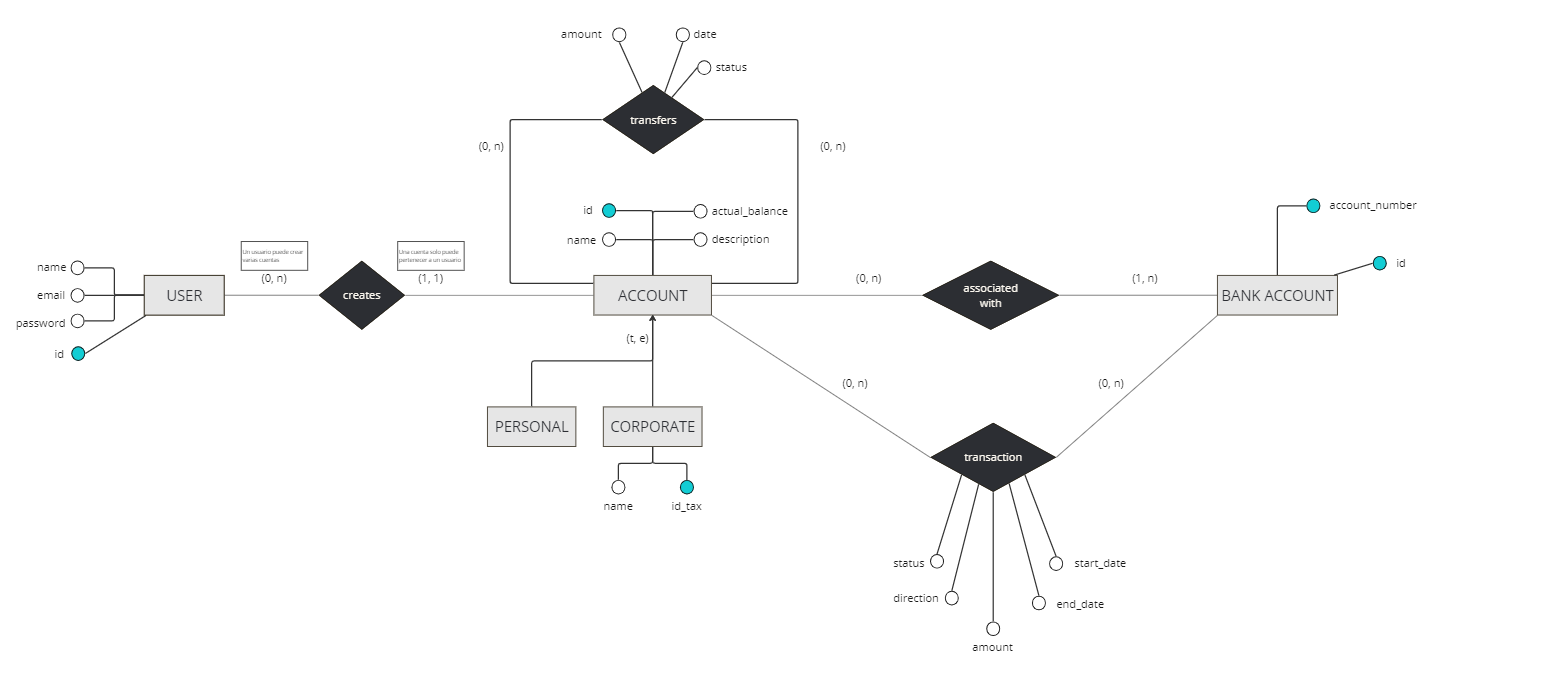 amount
date
status
transfers
(0, n)
(0, n)
id
actual_balance
name
description
account_number
id
Un usuario puede crear
varias cuentas
Una cuenta solo puede
pertenecer a un usuario
name
email
password
id
USER
(0, n)
creates
(1, 1)
ACCOUNT
(0, n)
associated
with
(1, n)
BANK ACCOUNT
(t, e)
PERSONAL
CORPORATE
name
id_tax
(0, n)
(0, n)
transaction
status
start_date
direction
end_date
amount